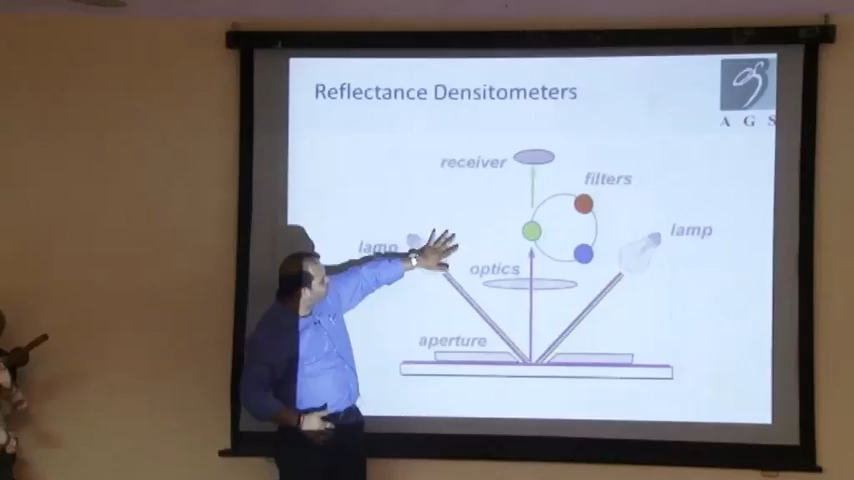 Reflectance Densitometers
A G S
receiver
filters
lamp
lamp
optics
aperture